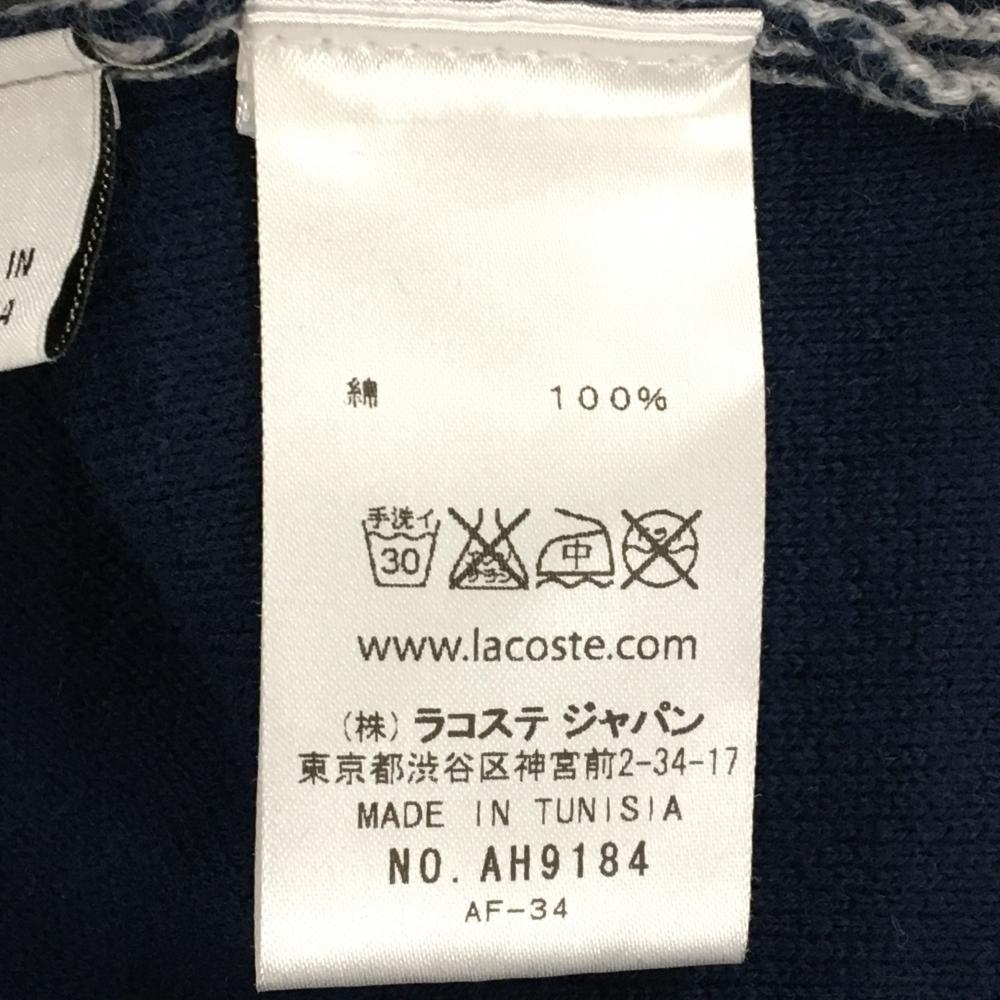 IN
綿 100%
手洗イ
30
中
www.lacoste.com
(株) ラコステ ジャパン
東京都渋谷区神宮前2-34-17
MADE IN TUNISIA
NO. AH9184
AF-34